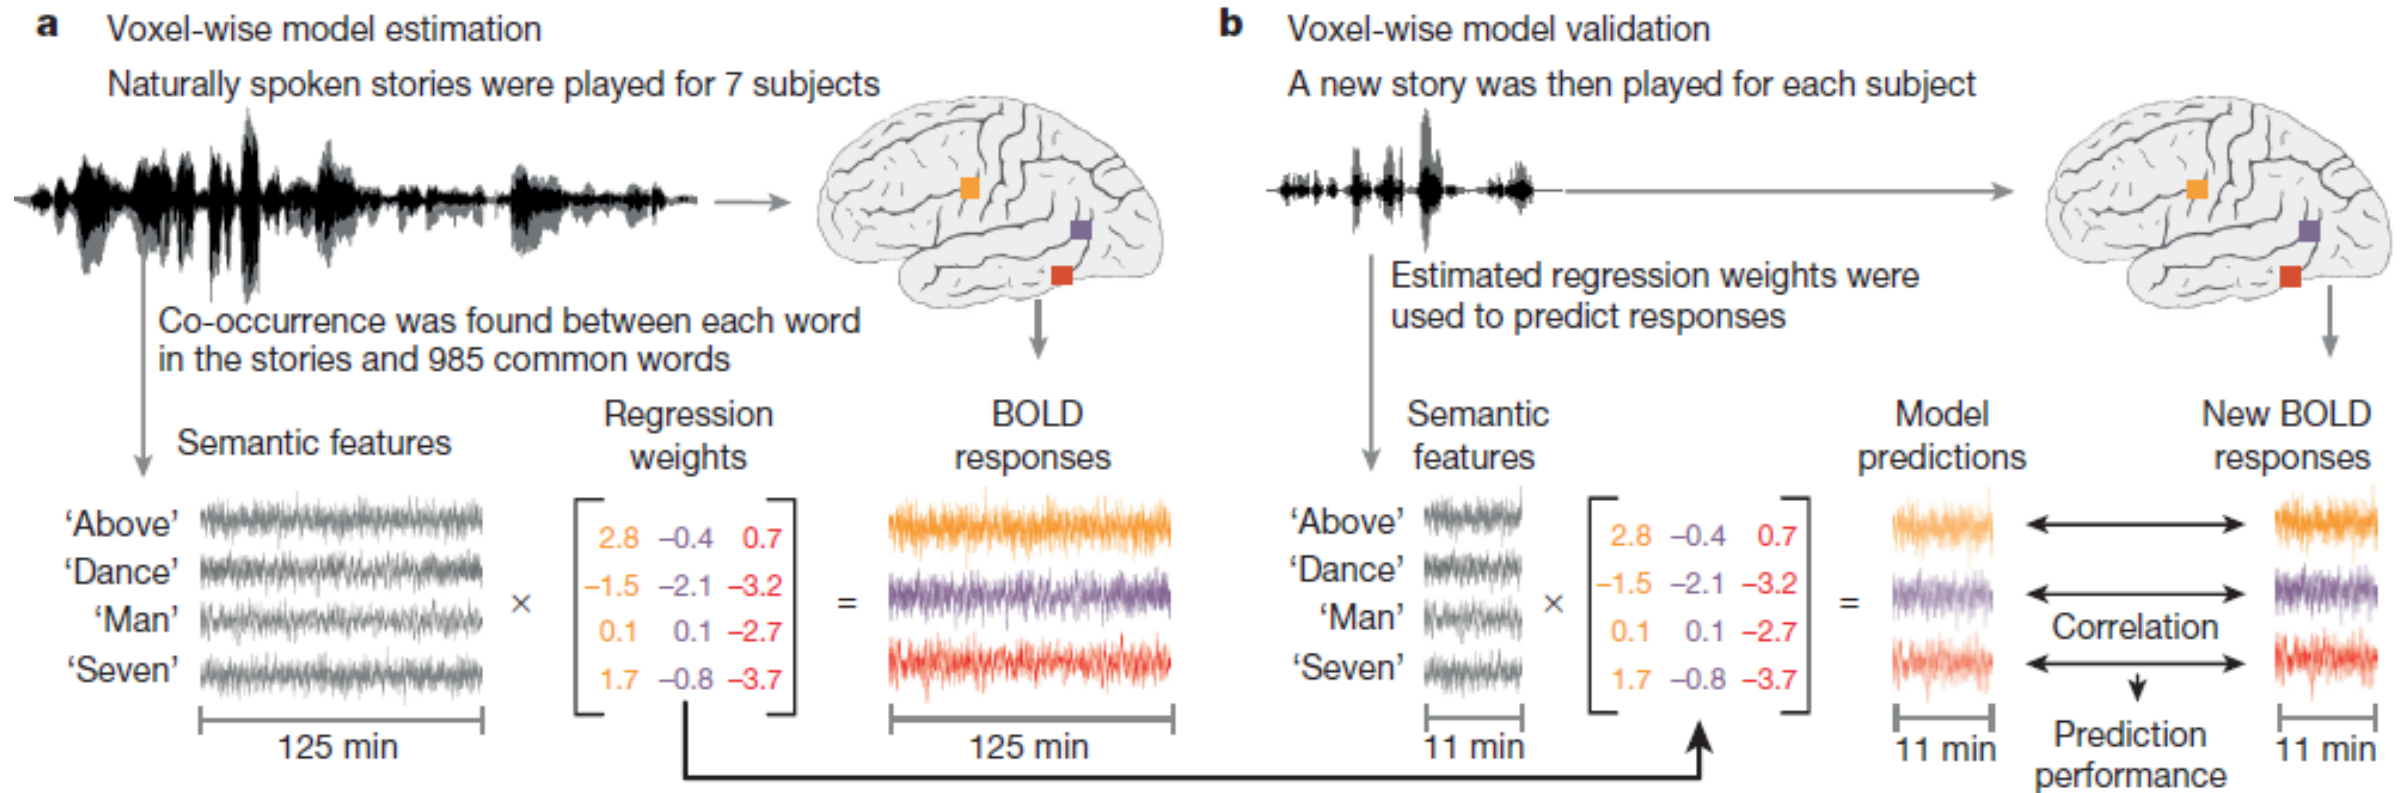 a Voxel-wise model estimation
Naturally spoken stories were played for 7 subjects
Co-occurrence was found between each word
in the stories and 985 common words
Semantic features
Regression
weights
BOLD
responses
‘Above’
‘Dance’
‘Man’
‘Seven’
×
2.8 –0.4 0.7
–1.5 –2.1 –3.2
0.1 0.1 –2.7
1.7 –0.8 –3.7
=
125 min
125 min
b Voxel-wise model validation
A new story was then played for each subject
Estimated regression weights were
used to predict responses
Semantic
features
Model
predictions
New BOLD
responses
‘Above’
‘Dance’
‘Man’
‘Seven’
×
2.8 –0.4 0.7
–1.5 –2.1 –3.2
0.1 0.1 –2.7
1.7 –0.8 –3.7
=
Correlation
Prediction
performance
11 min
11 min
11 min